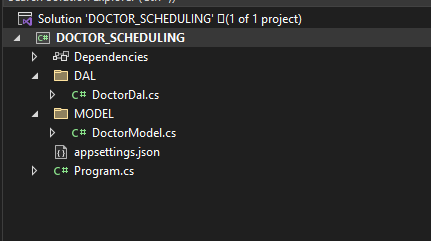 Solution 'DOCTOR_SCHEDULING' (1 of 1 project)
C# DOCTOR_SCHEDULING
Dependencies
DAL
C# DoctorDal.cs
MODEL
C# DoctorModel.cs
appsettings.json
C# Program.cs